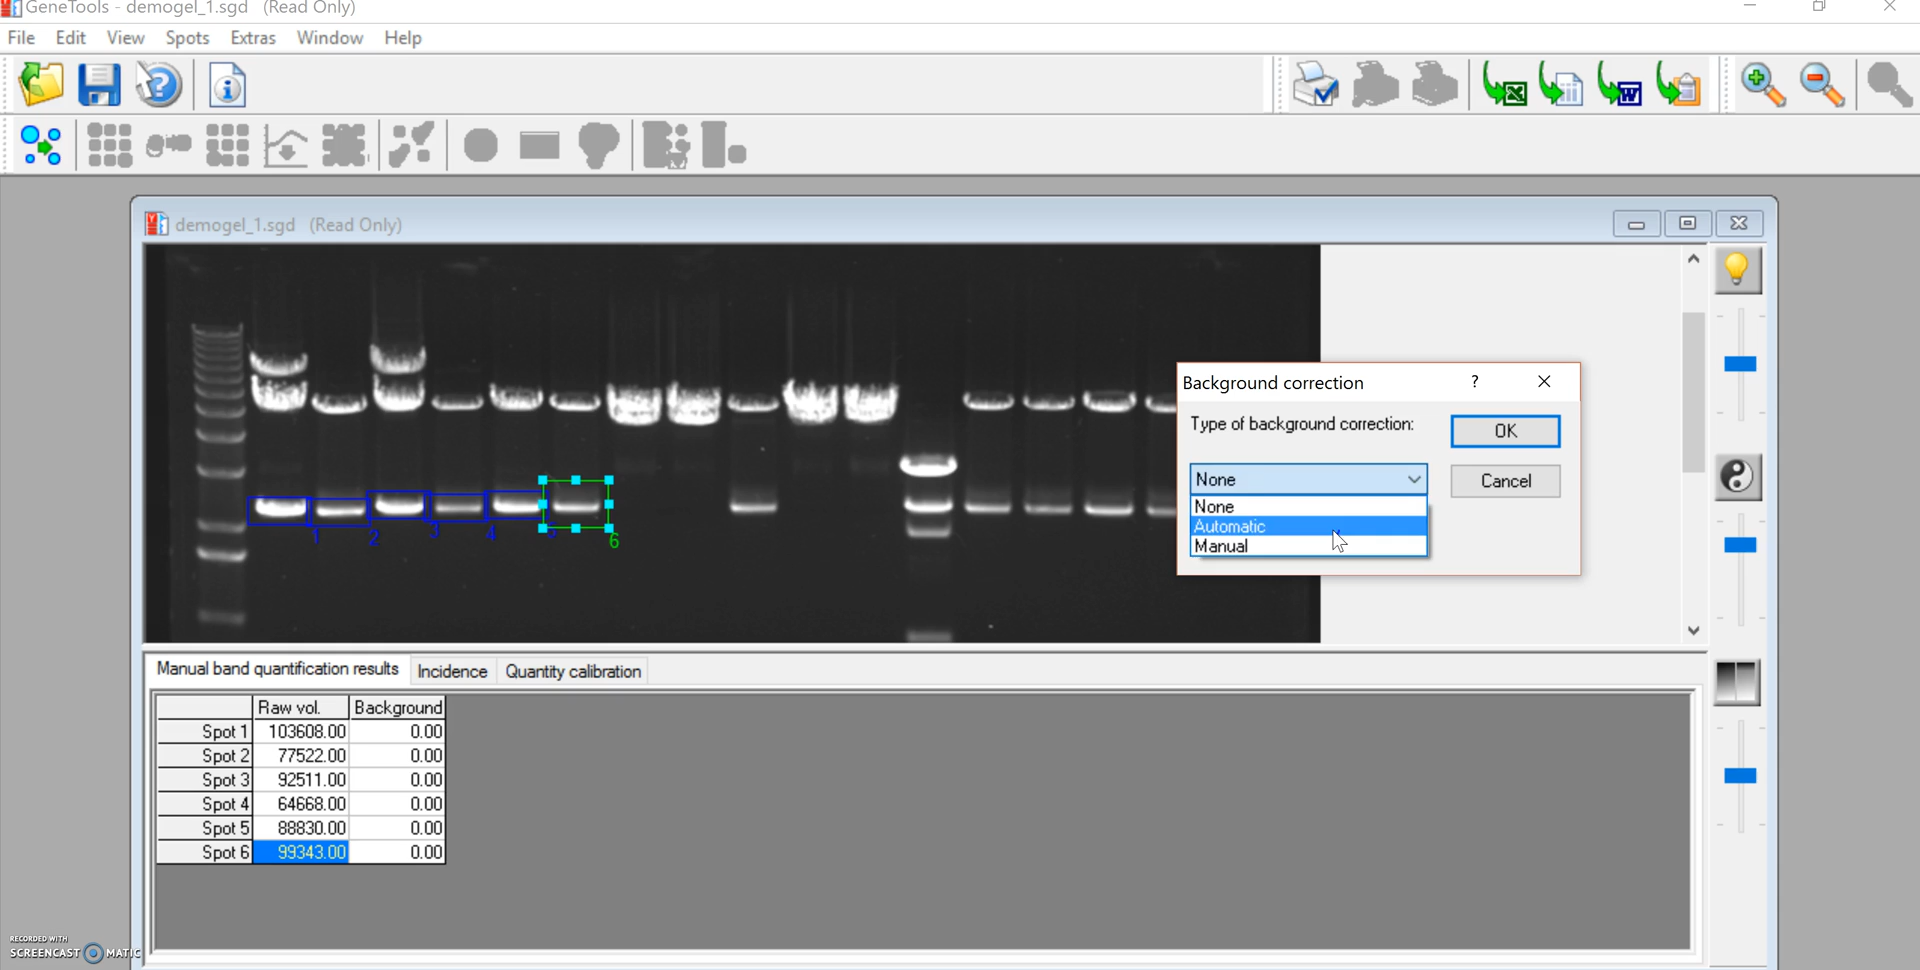 GeneTools - demogel_1.sgd (Read Only)
File Edit View Spots Extras Window Help
demogel_1.sgd (Read Only)
Background correction ?
Type of background correction:
OK
None
Cancel
None
Automatic
Manual
1 2 3 4 5 6
Manual band quantification results Incidence Quantity calibration
Raw vol. Background
Spot 1 103608.00 0.00
Spot 2 77522.00 0.00
Spot 3 92511.00 0.00
Spot 4 64668.00 0.00
Spot 5 88830.00 0.00
Spot 6 99343.00 0.00
RECORDED WITH
SCREENCAST MATIC